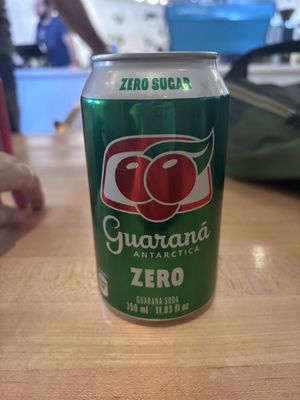 ZERO SUGAR
Guaraná
ANTARCTICA
ZERO
GUARANA SODA
350 ml 11.83 fl oz